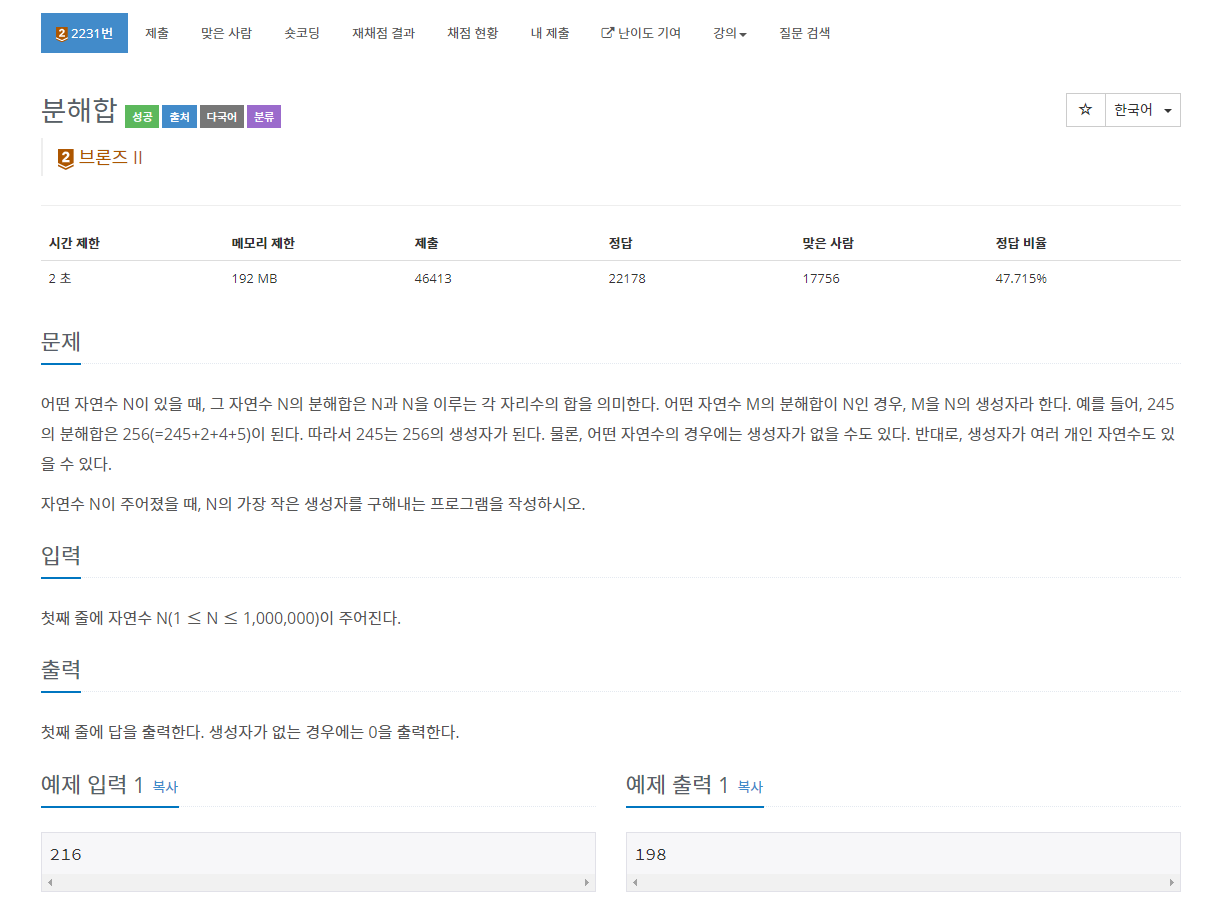 2 2231번 제출 맞은 사람 숏코딩 재채점 결과 채점 현황 내 제출 난이도 기여 강의 질문 검색
분해합 성공 출처 다국어 분류 ☆ 한국어
2 브론즈 II
시간 제한 메모리 제한 제출 정답 맞은 사람 정답 비율
2 초 192 MB 46413 22178 17756 47.715%
문제
어떤 자연수 N이 있을 때, 그 자연수 N의 분해합은 N과 N을 이루는 각 자리수의 합을 의미한다. 어떤 자연수 M의 분해합이 N인 경우, M을 N의 생성자라 한다. 예를 들어, 245
의 분해합은 256(=245+2+4+5)이 된다. 따라서 245는 256의 생성자가 된다. 물론, 어떤 자연수의 경우에는 생성자가 없을 수도 있다. 반대로, 생성자가 여러 개인 자연수도 있
을 수 있다.
자연수 N이 주어졌을 때, N의 가장 작은 생성자를 구해내는 프로그램을 작성하시오.
입력
첫째 줄에 자연수 N(1 ≤ N ≤ 1,000,000)이 주어진다.
출력
첫째 줄에 답을 출력한다. 생성자가 없는 경우에는 0을 출력한다.
예제 입력 1 복사 예제 출력 1 복사
216 198